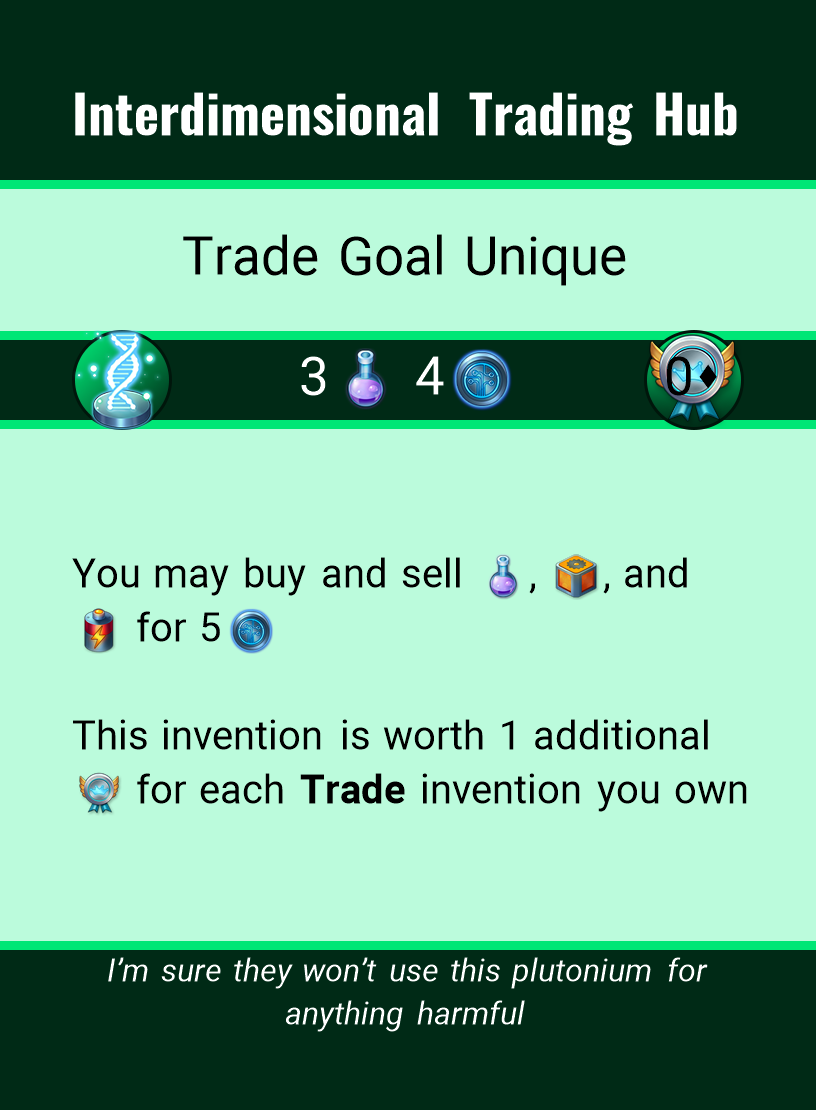 Interdimensional Trading Hub
Trade Goal Unique
3 4 0♦
You may buy and sell , , and
for 5
This invention is worth 1 additional
for each Trade invention you own
I’m sure they won’t use this plutonium for
anything harmful